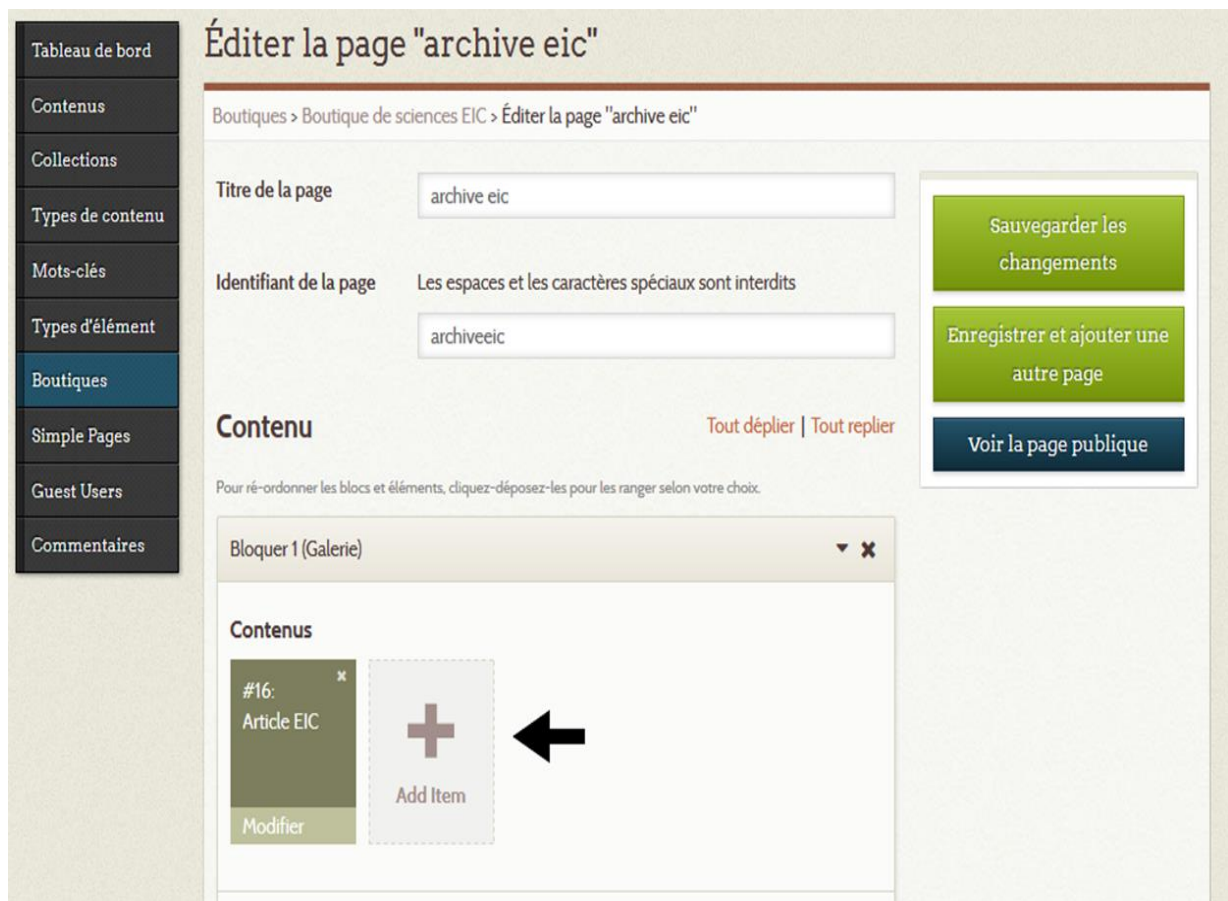 Éditer la page "archive eic"
Tableau de bord
Contenus
Collections
Types de contenu
Mots-clés
Types d'élément
Boutiques
Simple Pages
Guest Users
Commentaires
Boutiques > Boutique de sciences EIC > Éditer la page "archive eic"
Titre de la page
archive eic
Identifiant de la page
Les espaces et les caractères spéciaux sont interdits
archiveeic
Sauvegarder les
changements
Enregistrer et ajouter une
autre page
Voir la page publique
Contenu
Tout déplier | Tout replier
Pour ré-ordonner les blocs et éléments, cliquez-déposez-les pour les ranger selon votre choix.
Bloquer 1 (Galerie)
Contenus
#16:
Article EIC
Modifier
Add Item